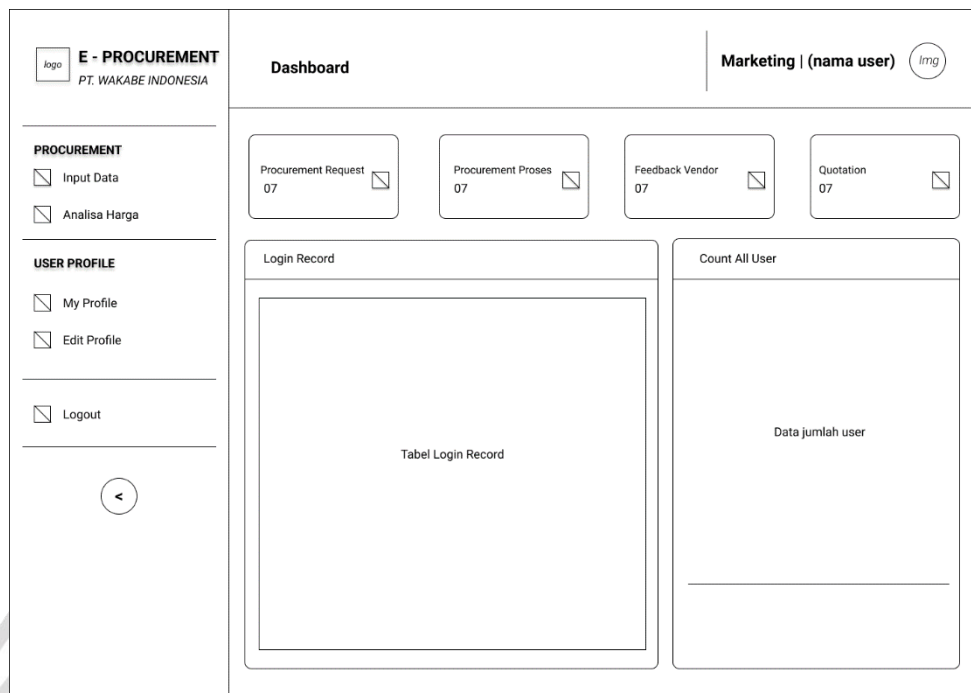 logo
E - PROCUREMENT
PT. WAKABE INDONESIA
PROCUREMENT
Input Data
Analisa Harga
USER PROFILE
My Profile
Edit Profile
Logout
<
Dashboard
Marketing | (nama user)
Img
Procurement Request
07
Procurement Proses
07
Feedback Vendor
07
Quotation
07
Login Record
Tabel Login Record
Count All User
Data jumlah user